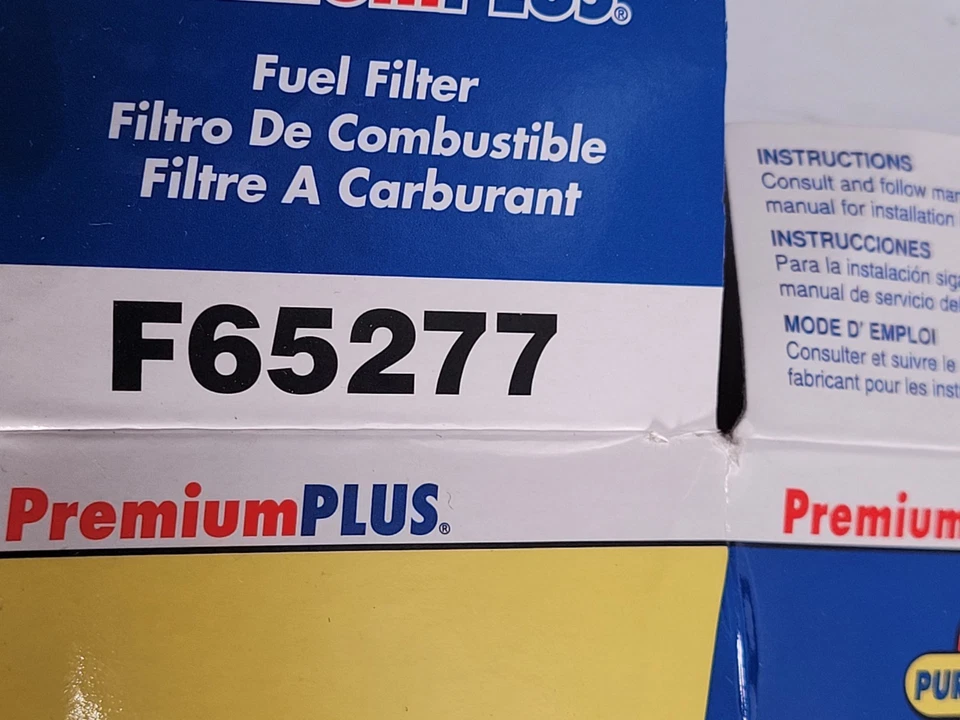 PLUS®
Fuel Filter
Filtro De Combustible
Filtre A Carburant
F65277
PremiumPLUS®
INSTRUCTIONS
Consult and follow
manual for installation
INSTRUCCIONES
Para la instalación
manual de servicio
MODE D' EMPLOI
Consulter et suivre le
fabricant pour les
Premium